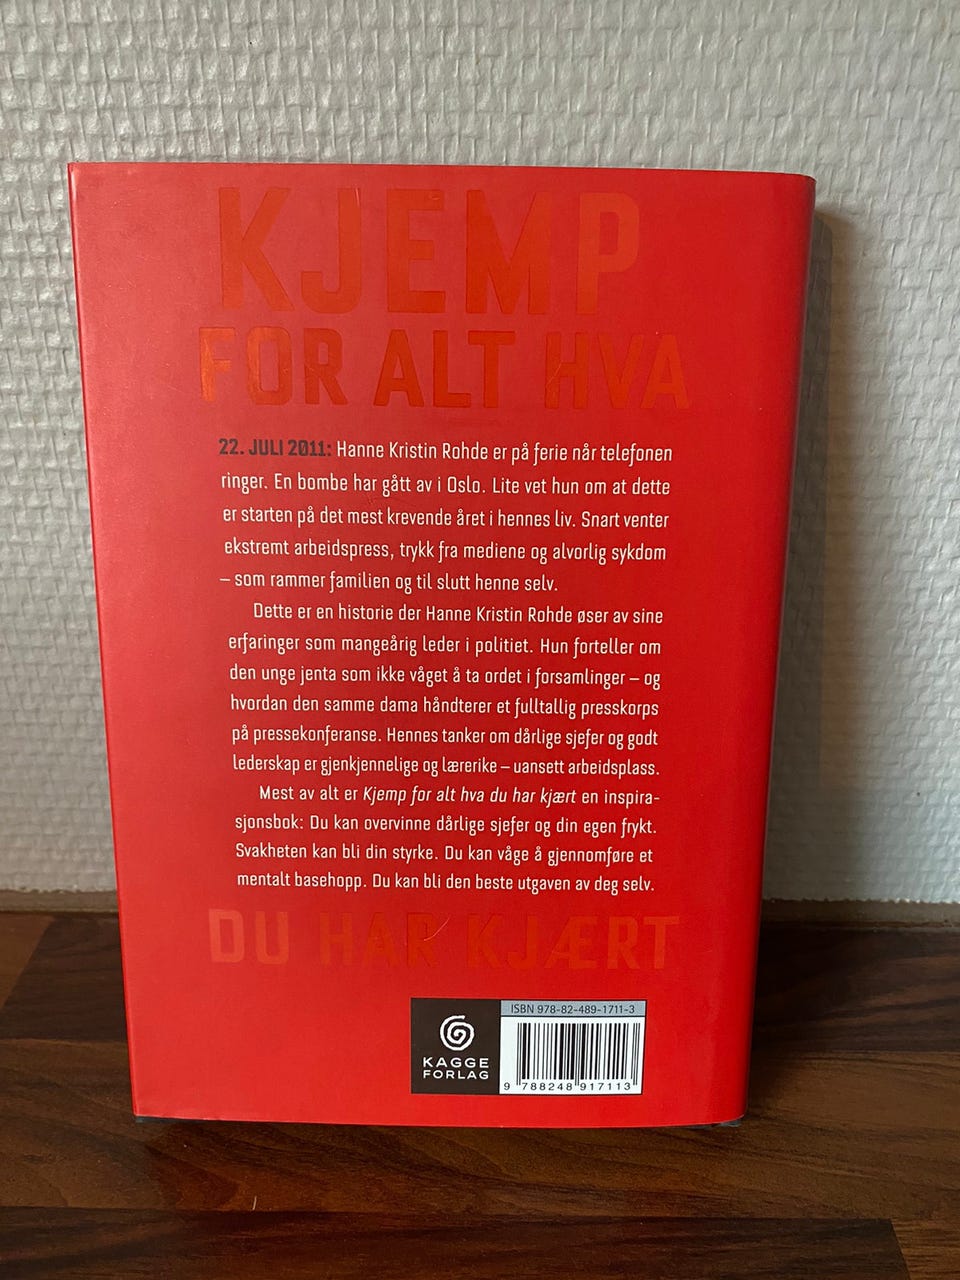 KJEMP
FOR ALT HVA
22. JULI 2011: Hanne Kristin Rohde er på ferie når telefonen
ringer. En bombe har gått av i Oslo. Lite vet hun om at dette
er starten på det mest krevende året i hennes liv. Snart venter
ekstremt arbeidspress, trykk fra mediene og alvorlig sykdom
– som rammer familien og til slutt henne selv.
Dette er en historie der Hanne Kristin Rohde øser av sine
erfaringer som mangeårig leder i politiet. Hun forteller om
den unge jenta som ikke våget å ta ordet i forsamlinger – og
hvordan den samme dama håndterer et fulltallig presskorps
på pressekonferanse. Hennes tanker om dårlige sjefer og godt
lederskap er gjenkjennelige og lærerike – uansett arbeidsplass.
Mest av alt er Kjemp for alt hva du har kjært en inspira-
sjonsbok: Du kan overvinne dårlige sjefer og din egen frykt.
Svakheten kan bli din styrke. Du kan våge å gjennomføre et
mentalt basehopp. Du kan bli den beste utgaven av deg selv.
DU HAR KJÆRT
KAGGE
FORLAG
ISBN 978-82-489-1711-3
9 788248 917113